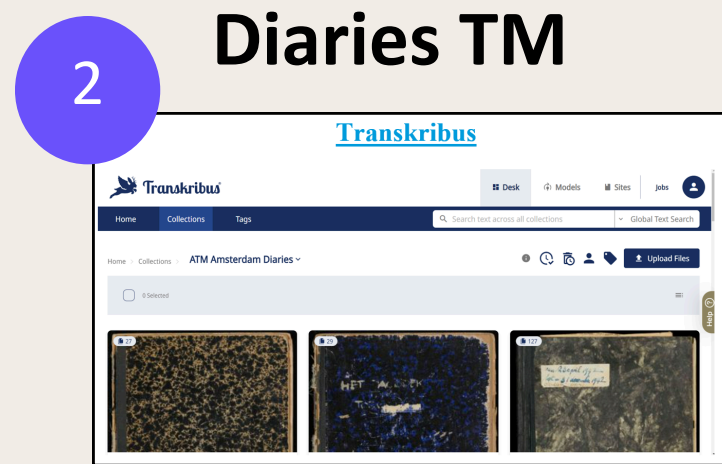 Diaries TM
2
Transkribus
Transkribus
Desk
Models
Sites
Jobs
Home
Collections
Tags
Search text across all collections
Global Text Search
Home
Collections
ATM Amsterdam Diaries
Upload Files
0 Selected
Help
27
29
127
HET